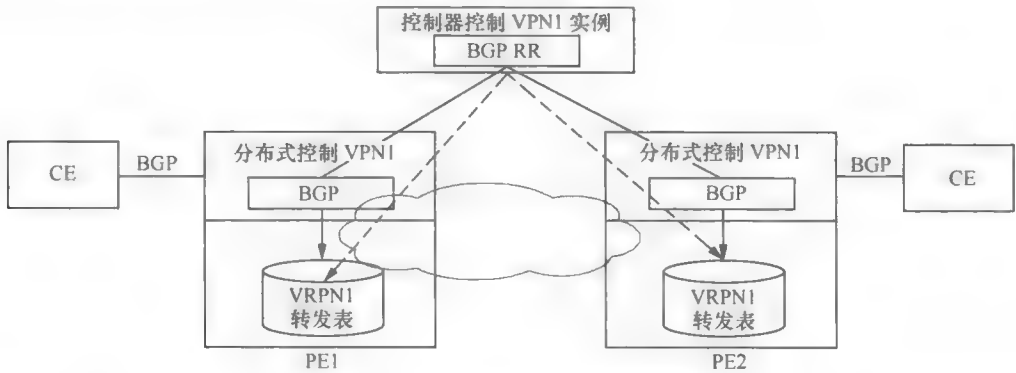 控制器控制 VPN1 实例
BGP RR
分布式控制 VPN1
分布式控制 VPN1
CE
BGP
BGP
BGP
BGP
CE
VRPN1
转发表
VRPN1
转发表
PE1
PE2